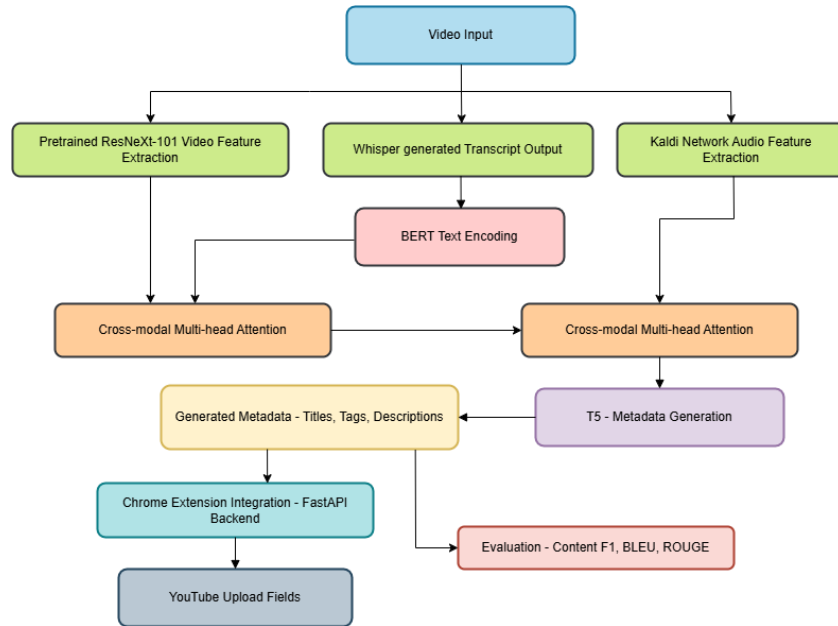 Video Input
Pretrained ResNeXt-101 Video Feature
Extraction
Whisper generated Transcript Output
Kaldi Network Audio Feature
Extraction
BERT Text Encoding
Cross-modal Multi-head Attention
Cross-modal Multi-head Attention
Generated Metadata - Titles, Tags, Descriptions
T5 - Metadata Generation
Chrome Extension Integration - FastAPI
Backend
Evaluation - Content F1, BLEU, ROUGE
YouTube Upload Fields